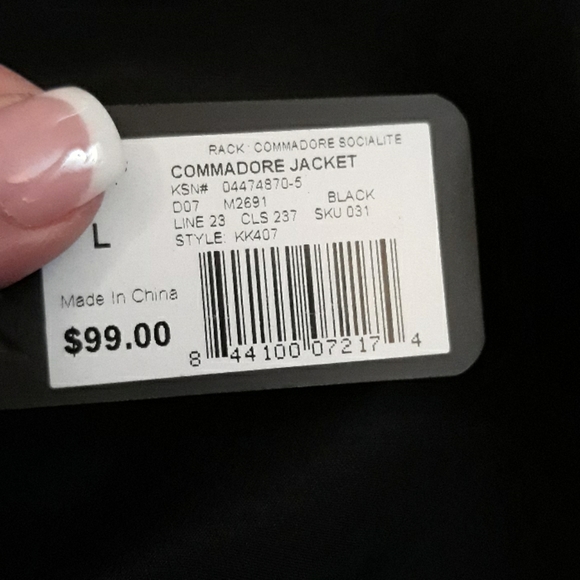 RACK: COMMADORE SOCIALITE
COMMADORE JACKET
KSN# 04474870-5
D07 M2691 BLACK
LINE 23 CLS 237 SKU 031
STYLE: KK407
L
Made In China
$99.00
8 44100 07217 4